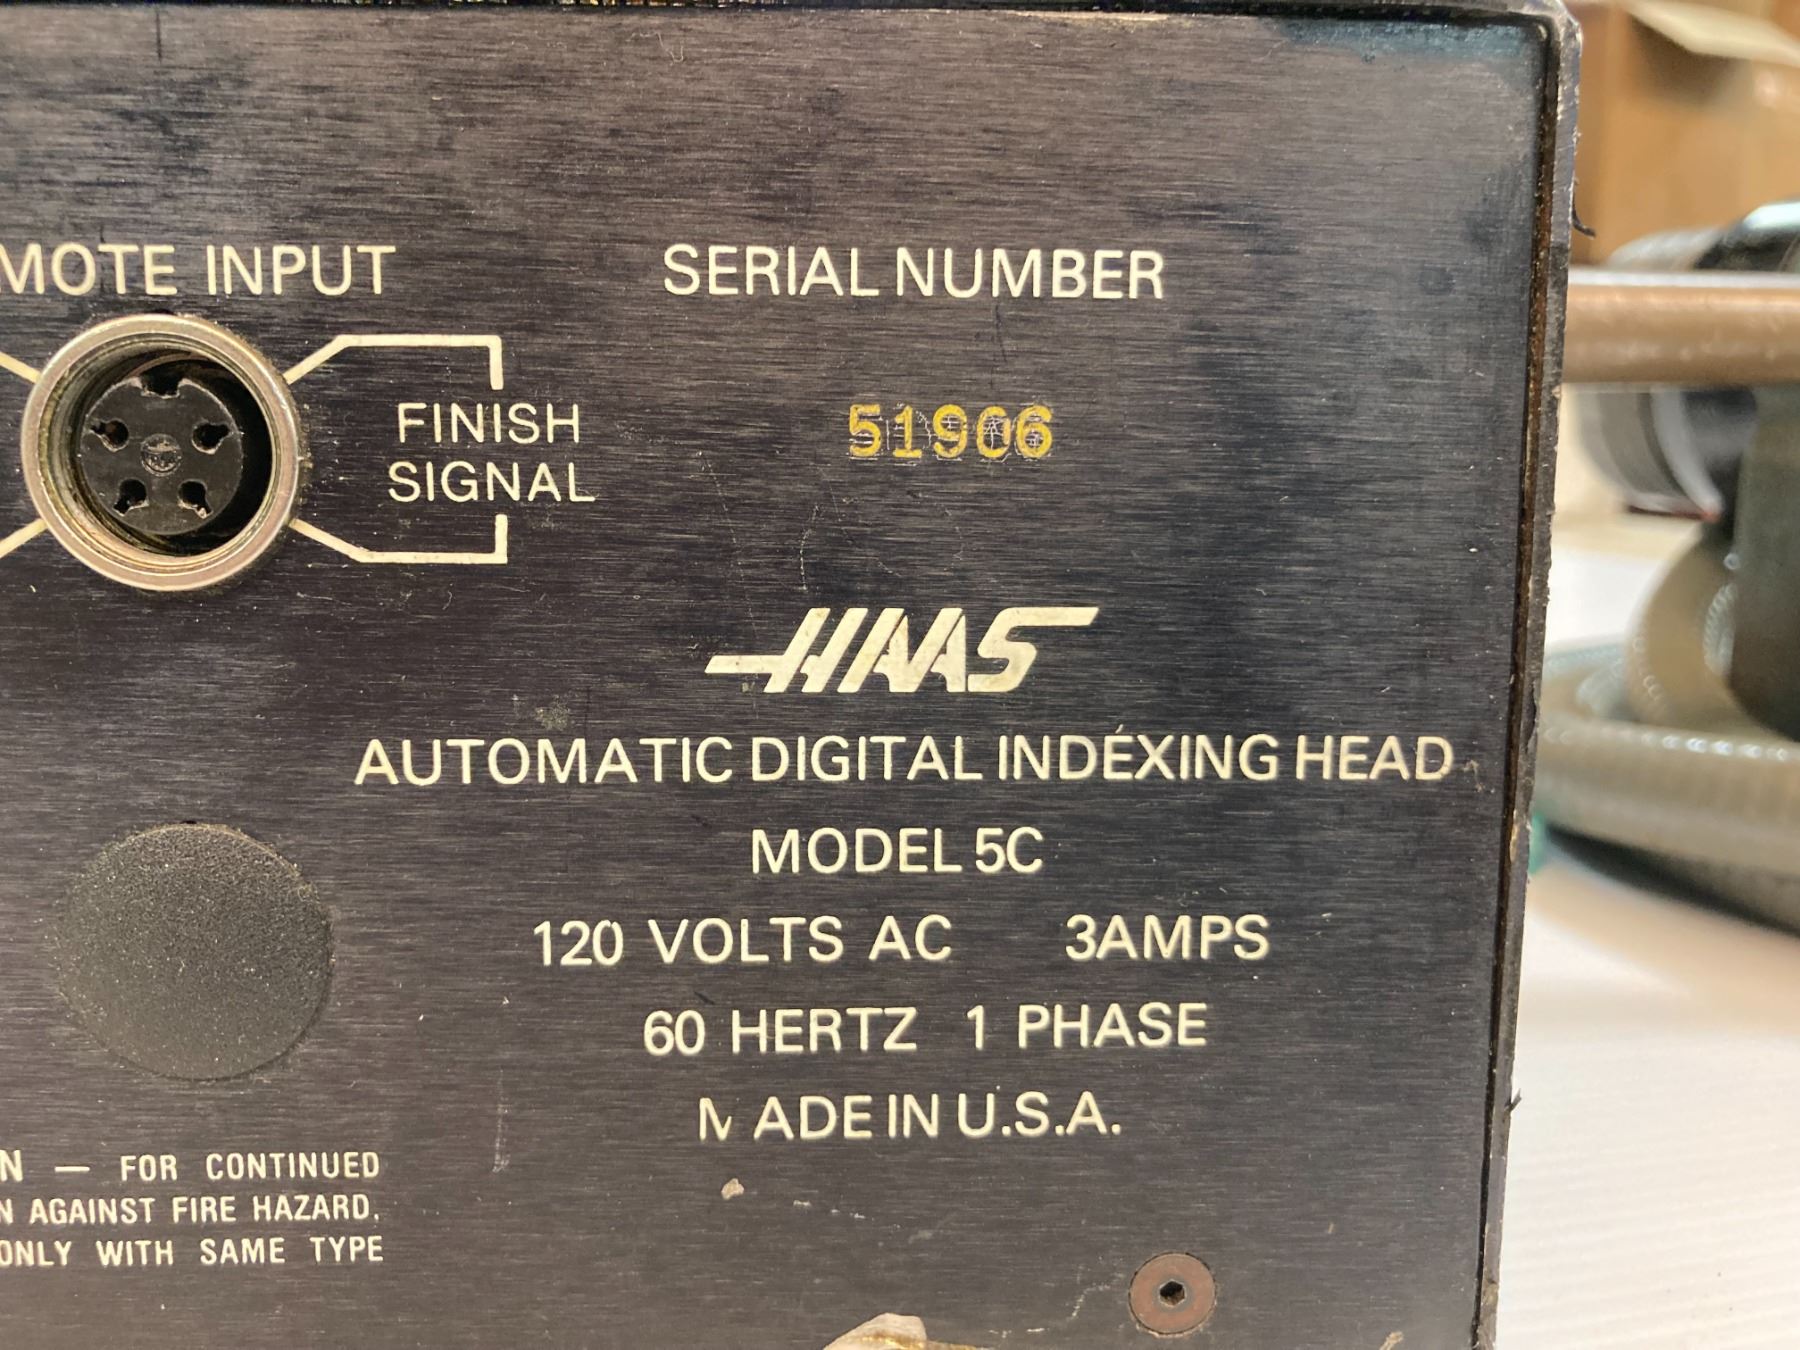 MOTE INPUT
SERIAL NUMBER
FINISH
SIGNAL
51906
HAAS
AUTOMATIC DIGITAL INDEXING HEAD
MODEL 5C
120 VOLTS AC 3AMPS
60 HERTZ 1 PHASE
MADE IN U.S.A.
N — FOR CONTINUED
N AGAINST FIRE HAZARD.
ONLY WITH SAME TYPE